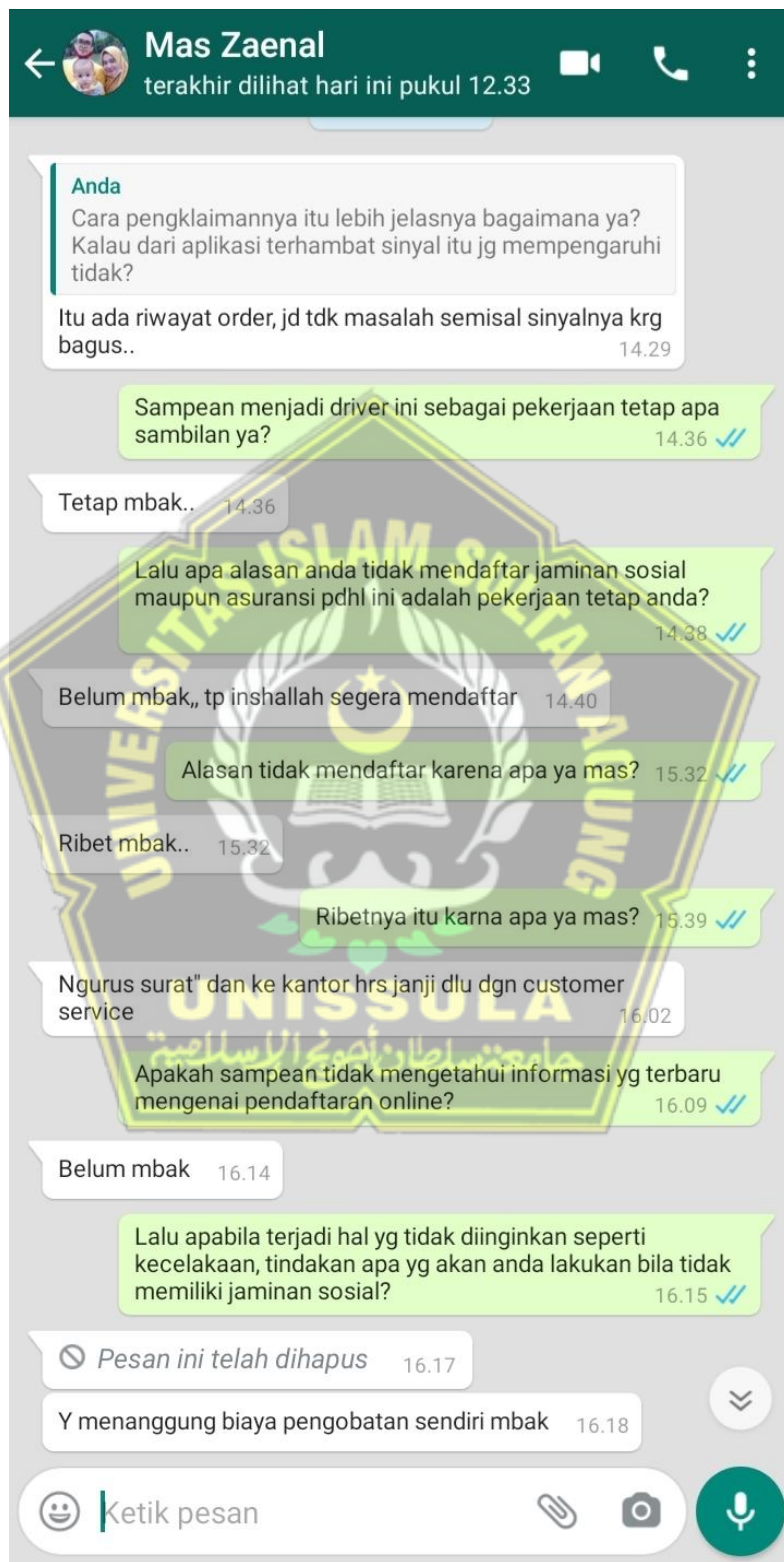 Mas Zaenal
terakhir dilihat hari ini pukul 12.33
Anda
Cara pengklaimannya itu lebih jelasnya bagaimana ya?
Kalau dari aplikasi terhambat sinyal itu jg mempengaruhi
tidak?
Itu ada riwayat order, jd tdk masalah semisal sinyalnya krg
bagus.. 14.29
Sampean menjadi driver ini sebagai pekerjaan tetap apa
sambilan ya? 14.36
Tetap mbak.. 14.36
Lalu apa alasan anda tidak mendaftar jaminan sosial
maupun asuransi pdhl ini adalah pekerjaan tetap anda?
14.38
Belum mbak,, tp inshallah segera mendaftar 14.40
Alasan tidak mendaftar karena apa ya mas? 15.32
Ribet mbak.. 15.32
Ribetnya itu karna apa ya mas? 15.39
Ngurus surat" dan ke kantor hrs janji dlu dgn customer
service 16.02
Apakah sampean tidak mengetahui informasi yg terbaru
mengenai pendaftaran online? 16.09
Belum mbak 16.14
Lalu apabila terjadi hal yg tidak diinginkan seperti
kecelakaan, tindakan apa yg akan anda lakukan bila tidak
memiliki jaminan sosial? 16.15
Pesan ini telah dihapus 16.17
Y menanggung biaya pengobatan sendiri mbak 16.18
Ketik pesan
UNIVERSITAS ISLAM SULTAN AGUNG
UNISSULA
جامعة سلطان أجونج الإسلامية